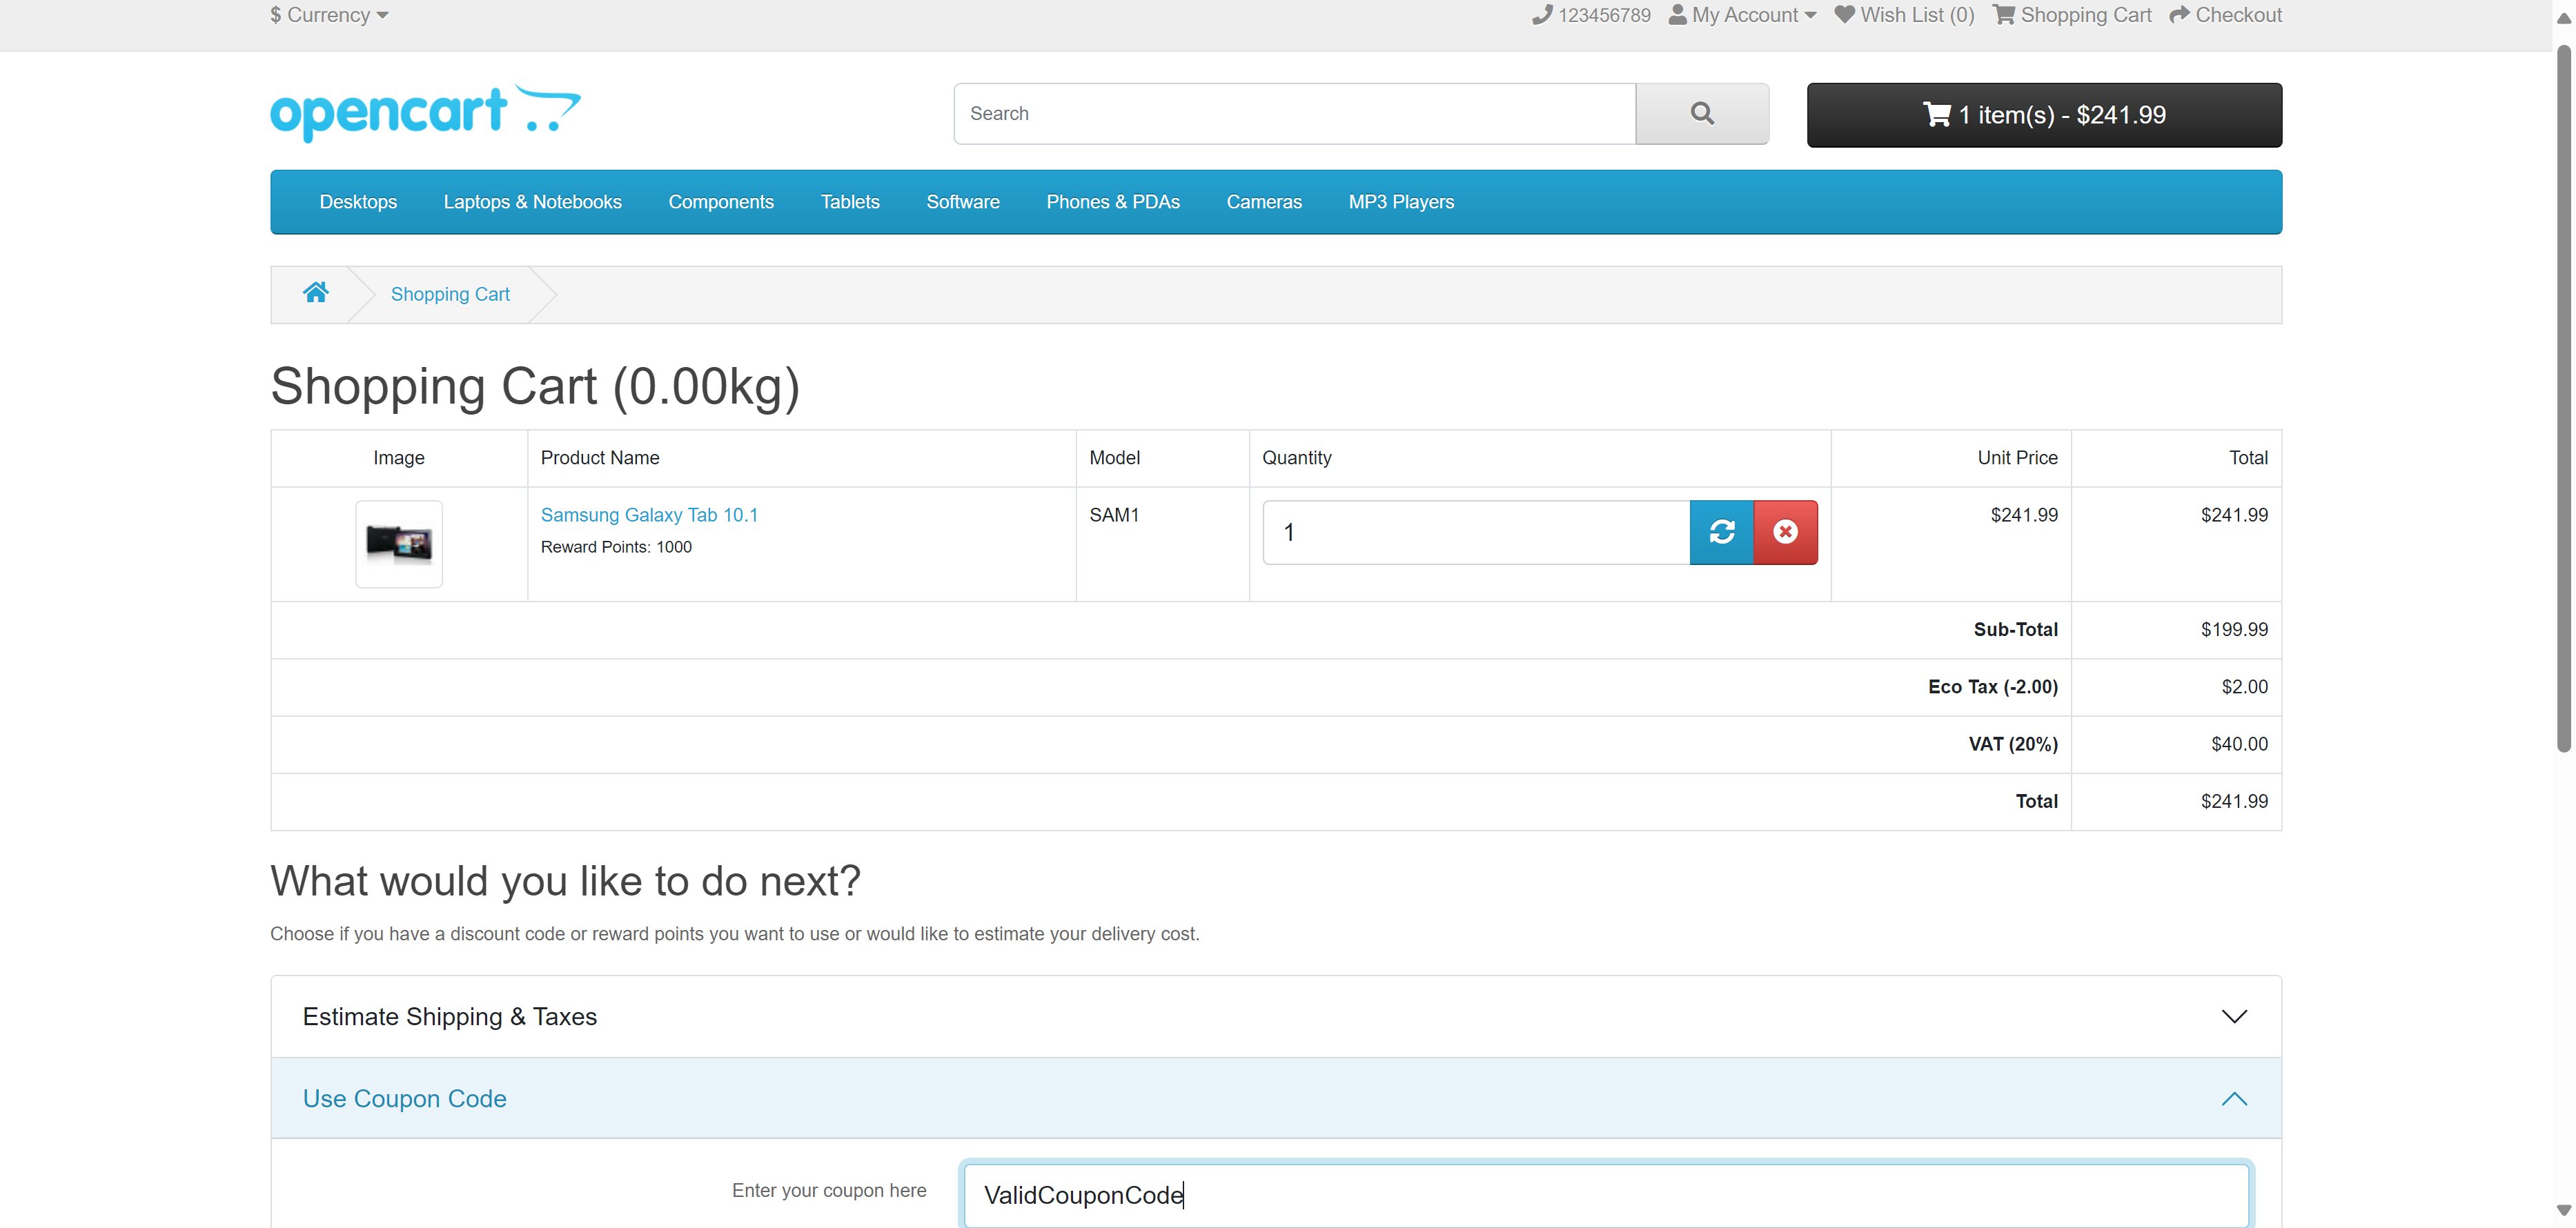 $ Currency
123456789 My Account Wish List (0) Shopping Cart Checkout
opencart
Search
1 item(s) - $241.99
Desktops Laptops & Notebooks Components Tablets Software Phones & PDAs Cameras MP3 Players
Shopping Cart
Shopping Cart (0.00kg)
Image Product Name Model Quantity Unit Price Total
Samsung Galaxy Tab 10.1 SAM1 1 $241.99 $241.99
Reward Points: 1000
Sub-Total $199.99
Eco Tax (-2.00) $2.00
VAT (20%) $40.00
Total $241.99
What would you like to do next?
Choose if you have a discount code or reward points you want to use or would like to estimate your delivery cost.
Estimate Shipping & Taxes
Use Coupon Code
Enter your coupon here ValidCouponCode